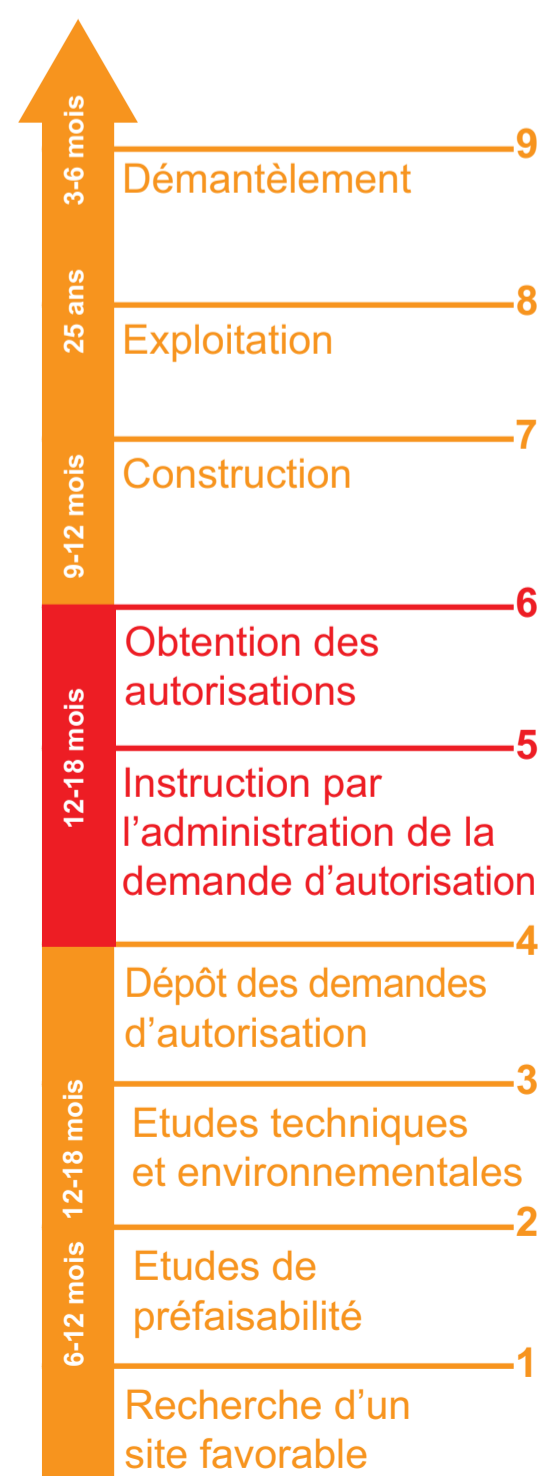 3-6 mois
9
Démantèlement
25 ans
8
Exploitation
7
Construction
9-12 mois
6
Obtention des
autorisations
12-18 mois
5
Instruction par
l’administration de la
demande d’autorisation
4
Dépôt des demandes
d’autorisation
3
Etudes techniques
et environnementales
12-18 mois
2
Etudes de
préfaisabilité
6-12 mois
1
Recherche d’un
site favorable